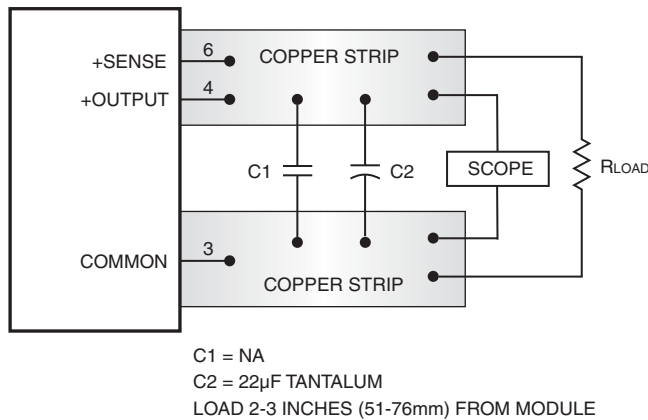 +SENSE
6
COPPER STRIP
+OUTPUT
4
C1
C2
SCOPE
RLOAD
COMMON
3
COPPER STRIP
C1 = NA
C2 = 22µF TANTALUM
LOAD 2-3 INCHES (51-76mm) FROM MODULE